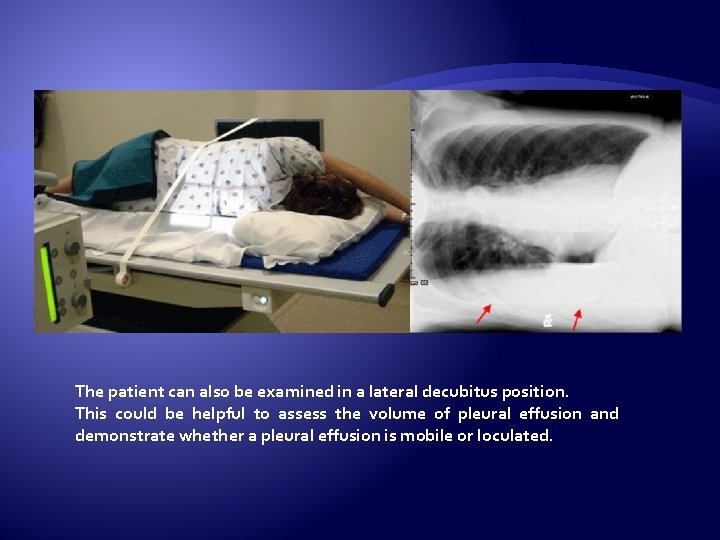 The patient can also be examined in a lateral decubitus position.
This could be helpful to assess the volume of pleural effusion and
demonstrate whether a pleural effusion is mobile or loculated.